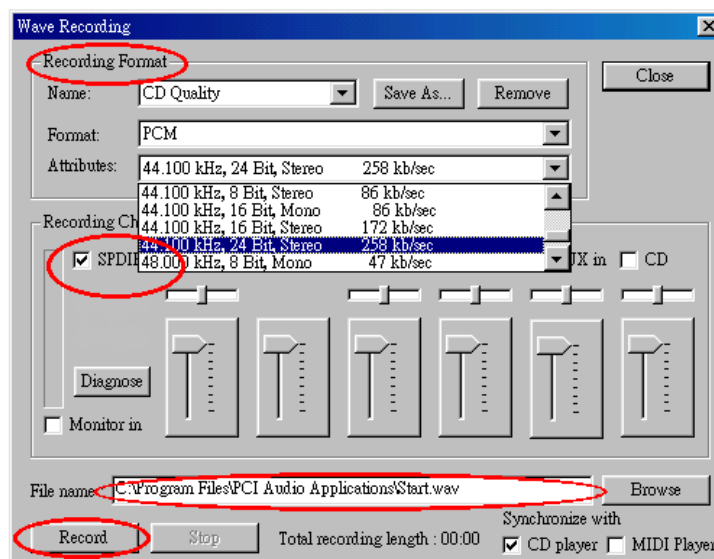 Wave Recording
Recording Format
Close
Name: CD Quality Save As... Remove
Format: PCM
Attributes: 44.100 kHz, 24 Bit, Stereo 258 kb/sec
44.100 kHz, 8 Bit, Stereo 86 kb/sec
44.100 kHz, 16 Bit, Mono 86 kb/sec
44.100 kHz, 16 Bit, Stereo 172 kb/sec
44.100 kHz, 24 Bit, Stereo 258 kb/sec
48.000 kHz, 8 Bit, Mono 47 kb/sec
Recording Ch
SPDIF UX in CD
Diagnose
Monitor in
File name C:\Program Files\PCI Audio Applications\Start.wav Browse
Synchronize with
Record Stop Total recording length : 00:00 CD player MIDI Player